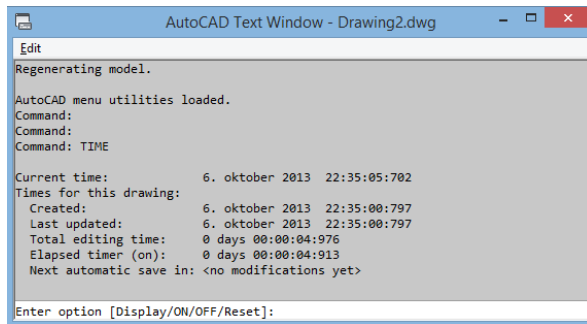 AutoCAD Text Window - Drawing2.dwg
Edit
Regenerating model.
AutoCAD menu utilities loaded.
Command:
Command:
Command: TIME
Current time: 6. oktober 2013 22:35:05:702
Times for this drawing:
Created: 6. oktober 2013 22:35:00:797
Last updated: 6. oktober 2013 22:35:00:797
Total editing time: 0 days 00:00:04:976
Elapsed timer (on): 0 days 00:00:04:913
Next automatic save in: <no modifications yet>
Enter option [Display/ON/OFF/Reset]: